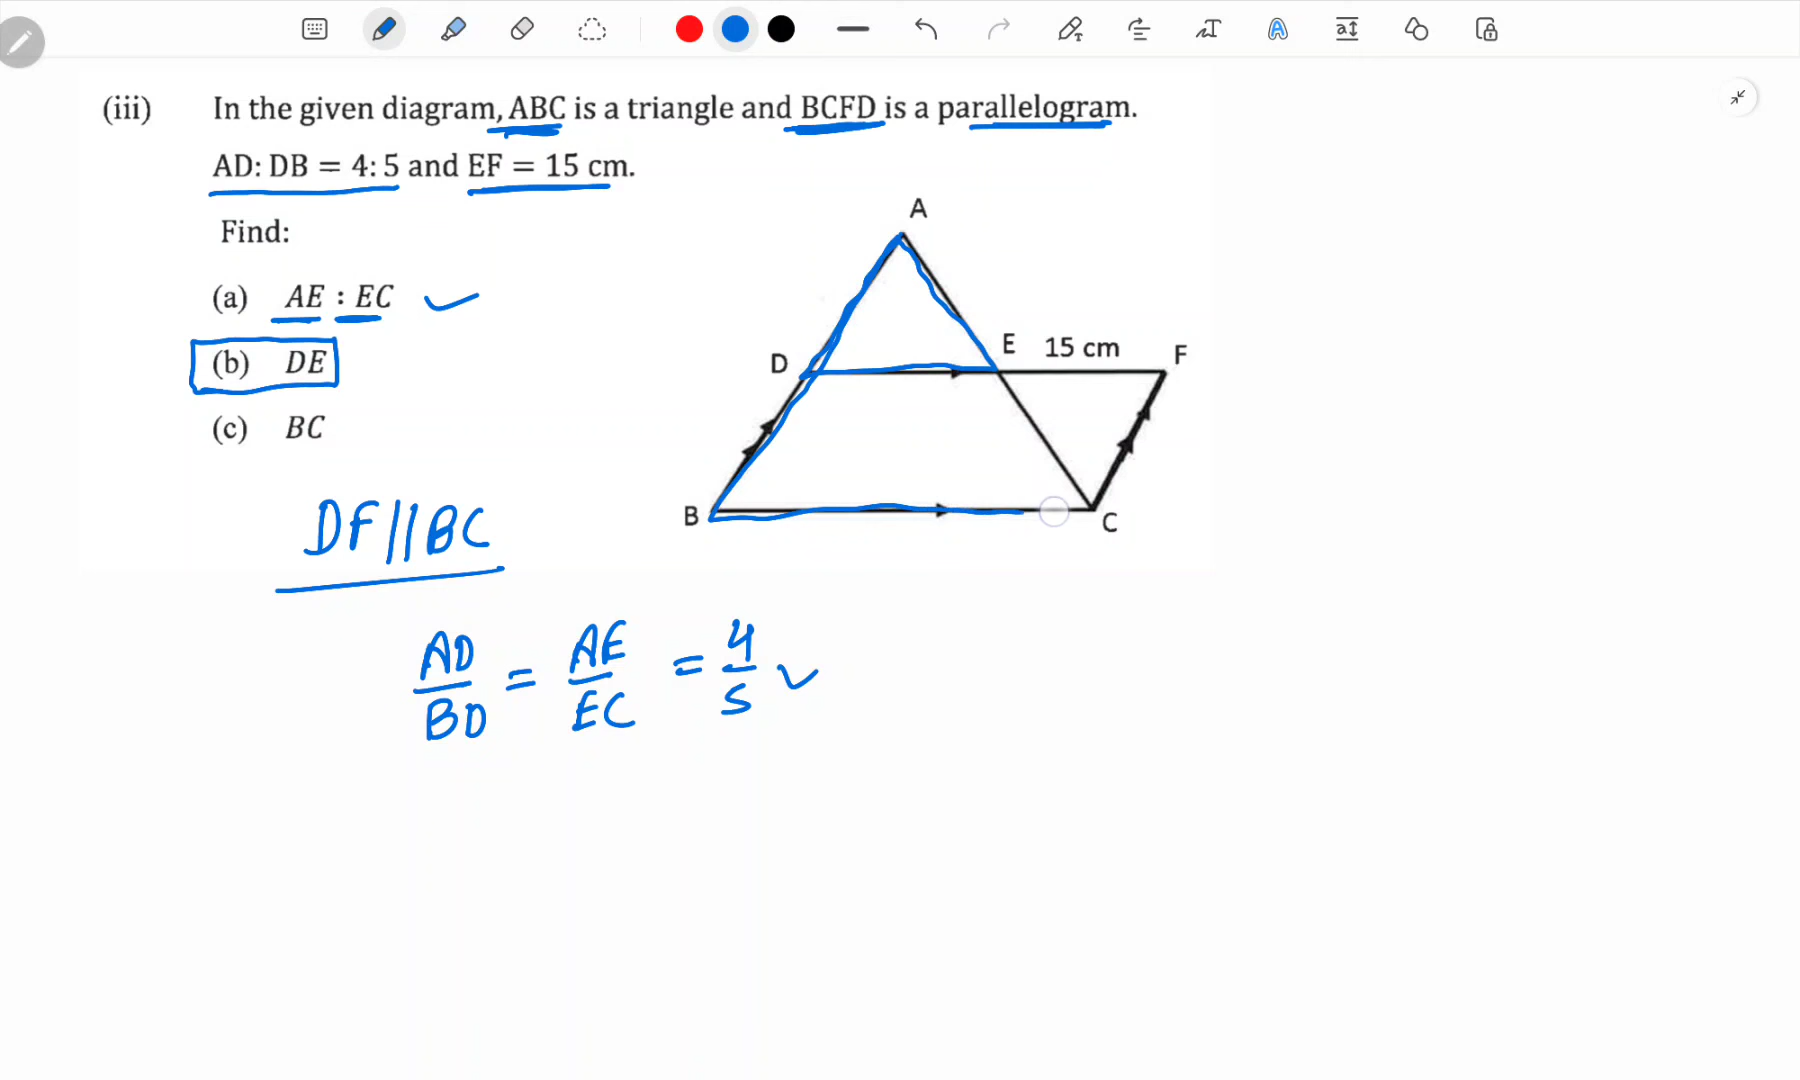 (iii) In the given diagram, ABC is a triangle and BCFD is a parallelogram.
AD: DB = 4: 5 and EF = 15 cm.
Find:
(a) AE : EC
(b) DE
(c) BC
A
D
E 15 cm F
B
C
DF//BC
AD/BD = AE/EC = 4/5